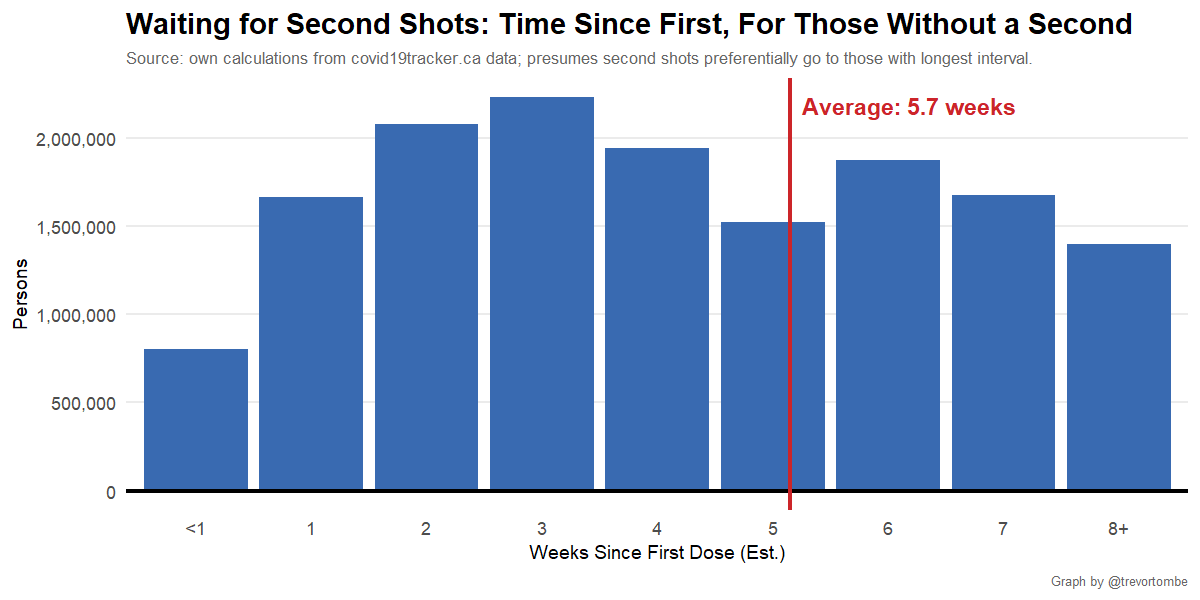 Waiting for Second Shots: Time Since First, For Those Without a Second
Source: own calculations from covid19tracker.ca data; presumes second shots preferentially go to those with longest interval.
Average: 5.7 weeks
Persons
2,000,000
1,500,000
1,000,000
500,000
0
<1 1 2 3 4 5 6 7 8+
Weeks Since First Dose (Est.)
Graph by @trevortombe